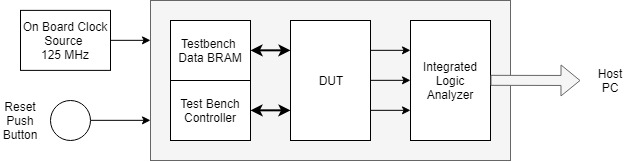 On Board Clock
Source
125 MHz
Reset
Push
Button
Testbench
Data BRAM
Test Bench
Controller
DUT
Integrated
Logic
Analyzer
Host
PC